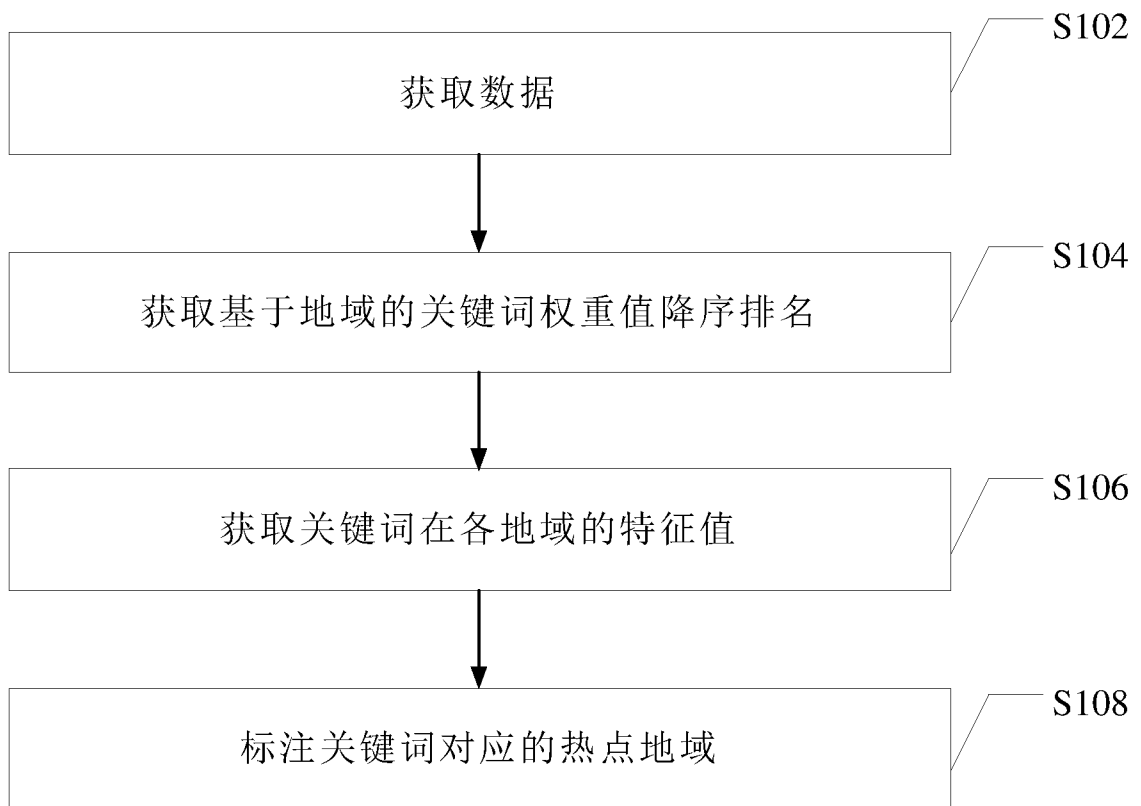 S102
获取数据
S104
获取基于地域的关键词权重值降序排名
S106
获取关键词在各地域的特征值
S108
标注关键词对应的热点地域